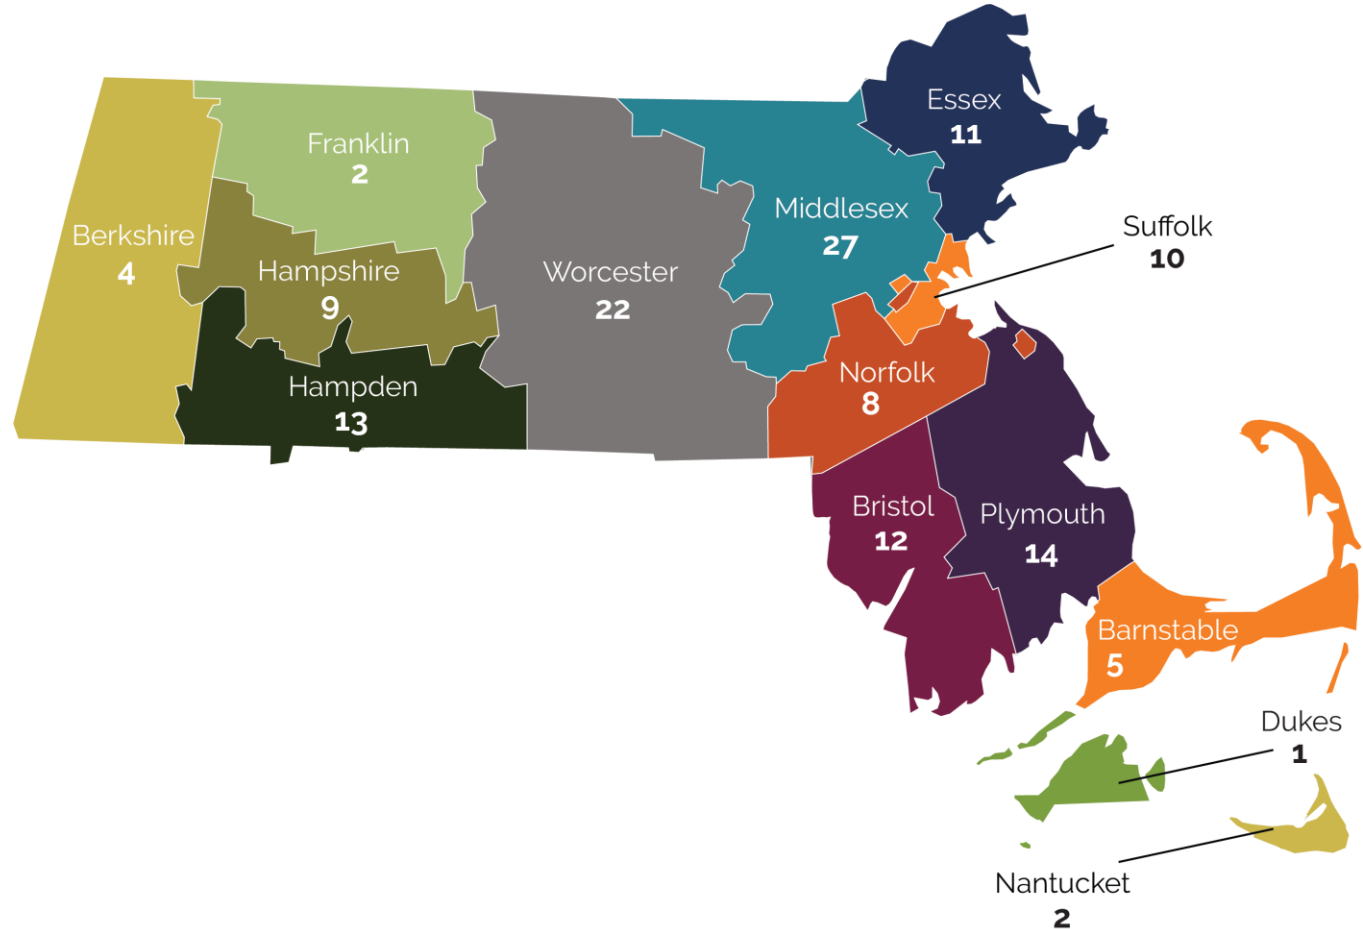 Essex
11
Franklin
2
Middlesex
27
Suffolk
10
Berkshire
4
Hampshire
9
Worcester
22
Hampden
13
Norfolk
8
Bristol
12
Plymouth
14
Barnstable
5
Dukes
1
Nantucket
2